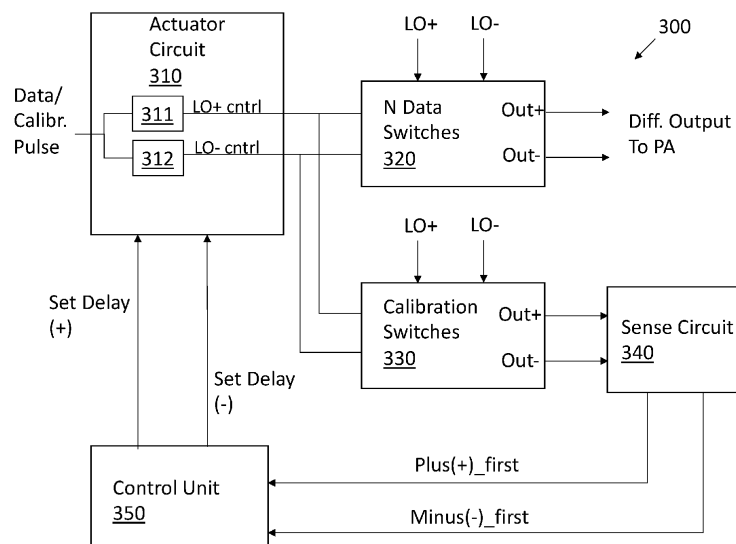 Actuator
Circuit
310
LO+ LO-
300
Data/
Calibr.
Pulse
311
LO+ cntrl
312
LO- cntrl
N Data
Switches
320
Out+
Out-
Diff. Output
To PA
LO+ LO-
Set Delay
(+)
Set Delay
(-)
Calibration
Switches
330
Out+
Out-
Sense Circuit
340
Control Unit
350
Plus(+)_first
Minus(-)_first